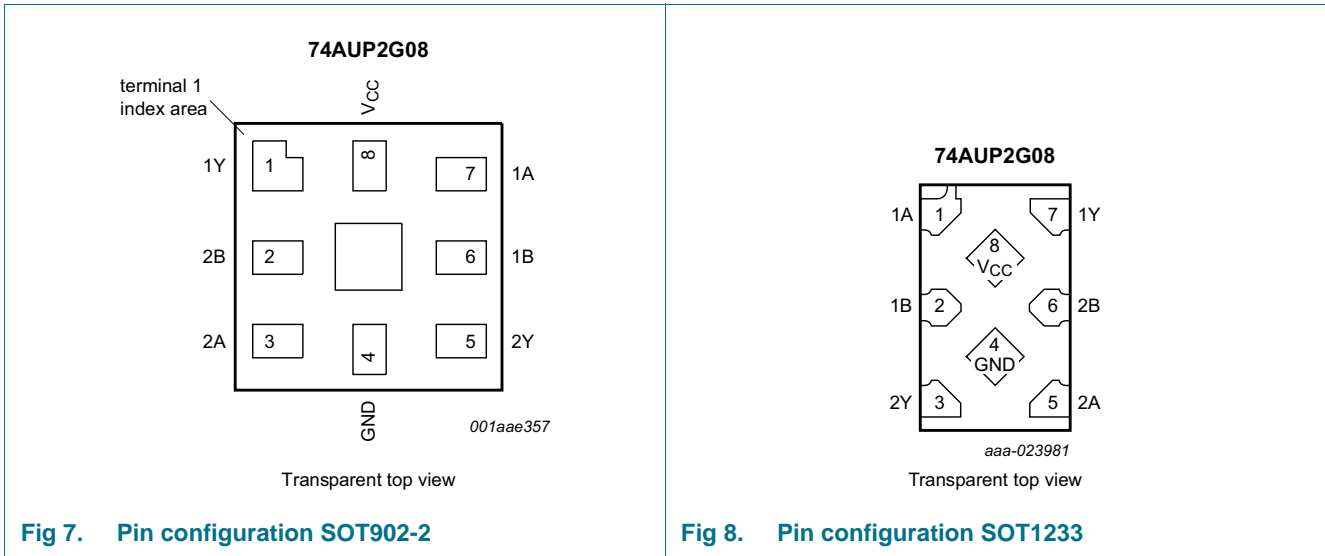 74AUP2G08
terminal 1
index area
VCC
1Y 1 8 7 1A
2B 2 6 1B
2A 3 4 5 2Y
GND
001aae357
Transparent top view
Fig 7. Pin configuration SOT902-2
74AUP2G08
1A 1 7 1Y
8
VCC
1B 2 6 2B
4
GND
2Y 3 5 2A
aaa-023981
Transparent top view
Fig 8. Pin configuration SOT1233